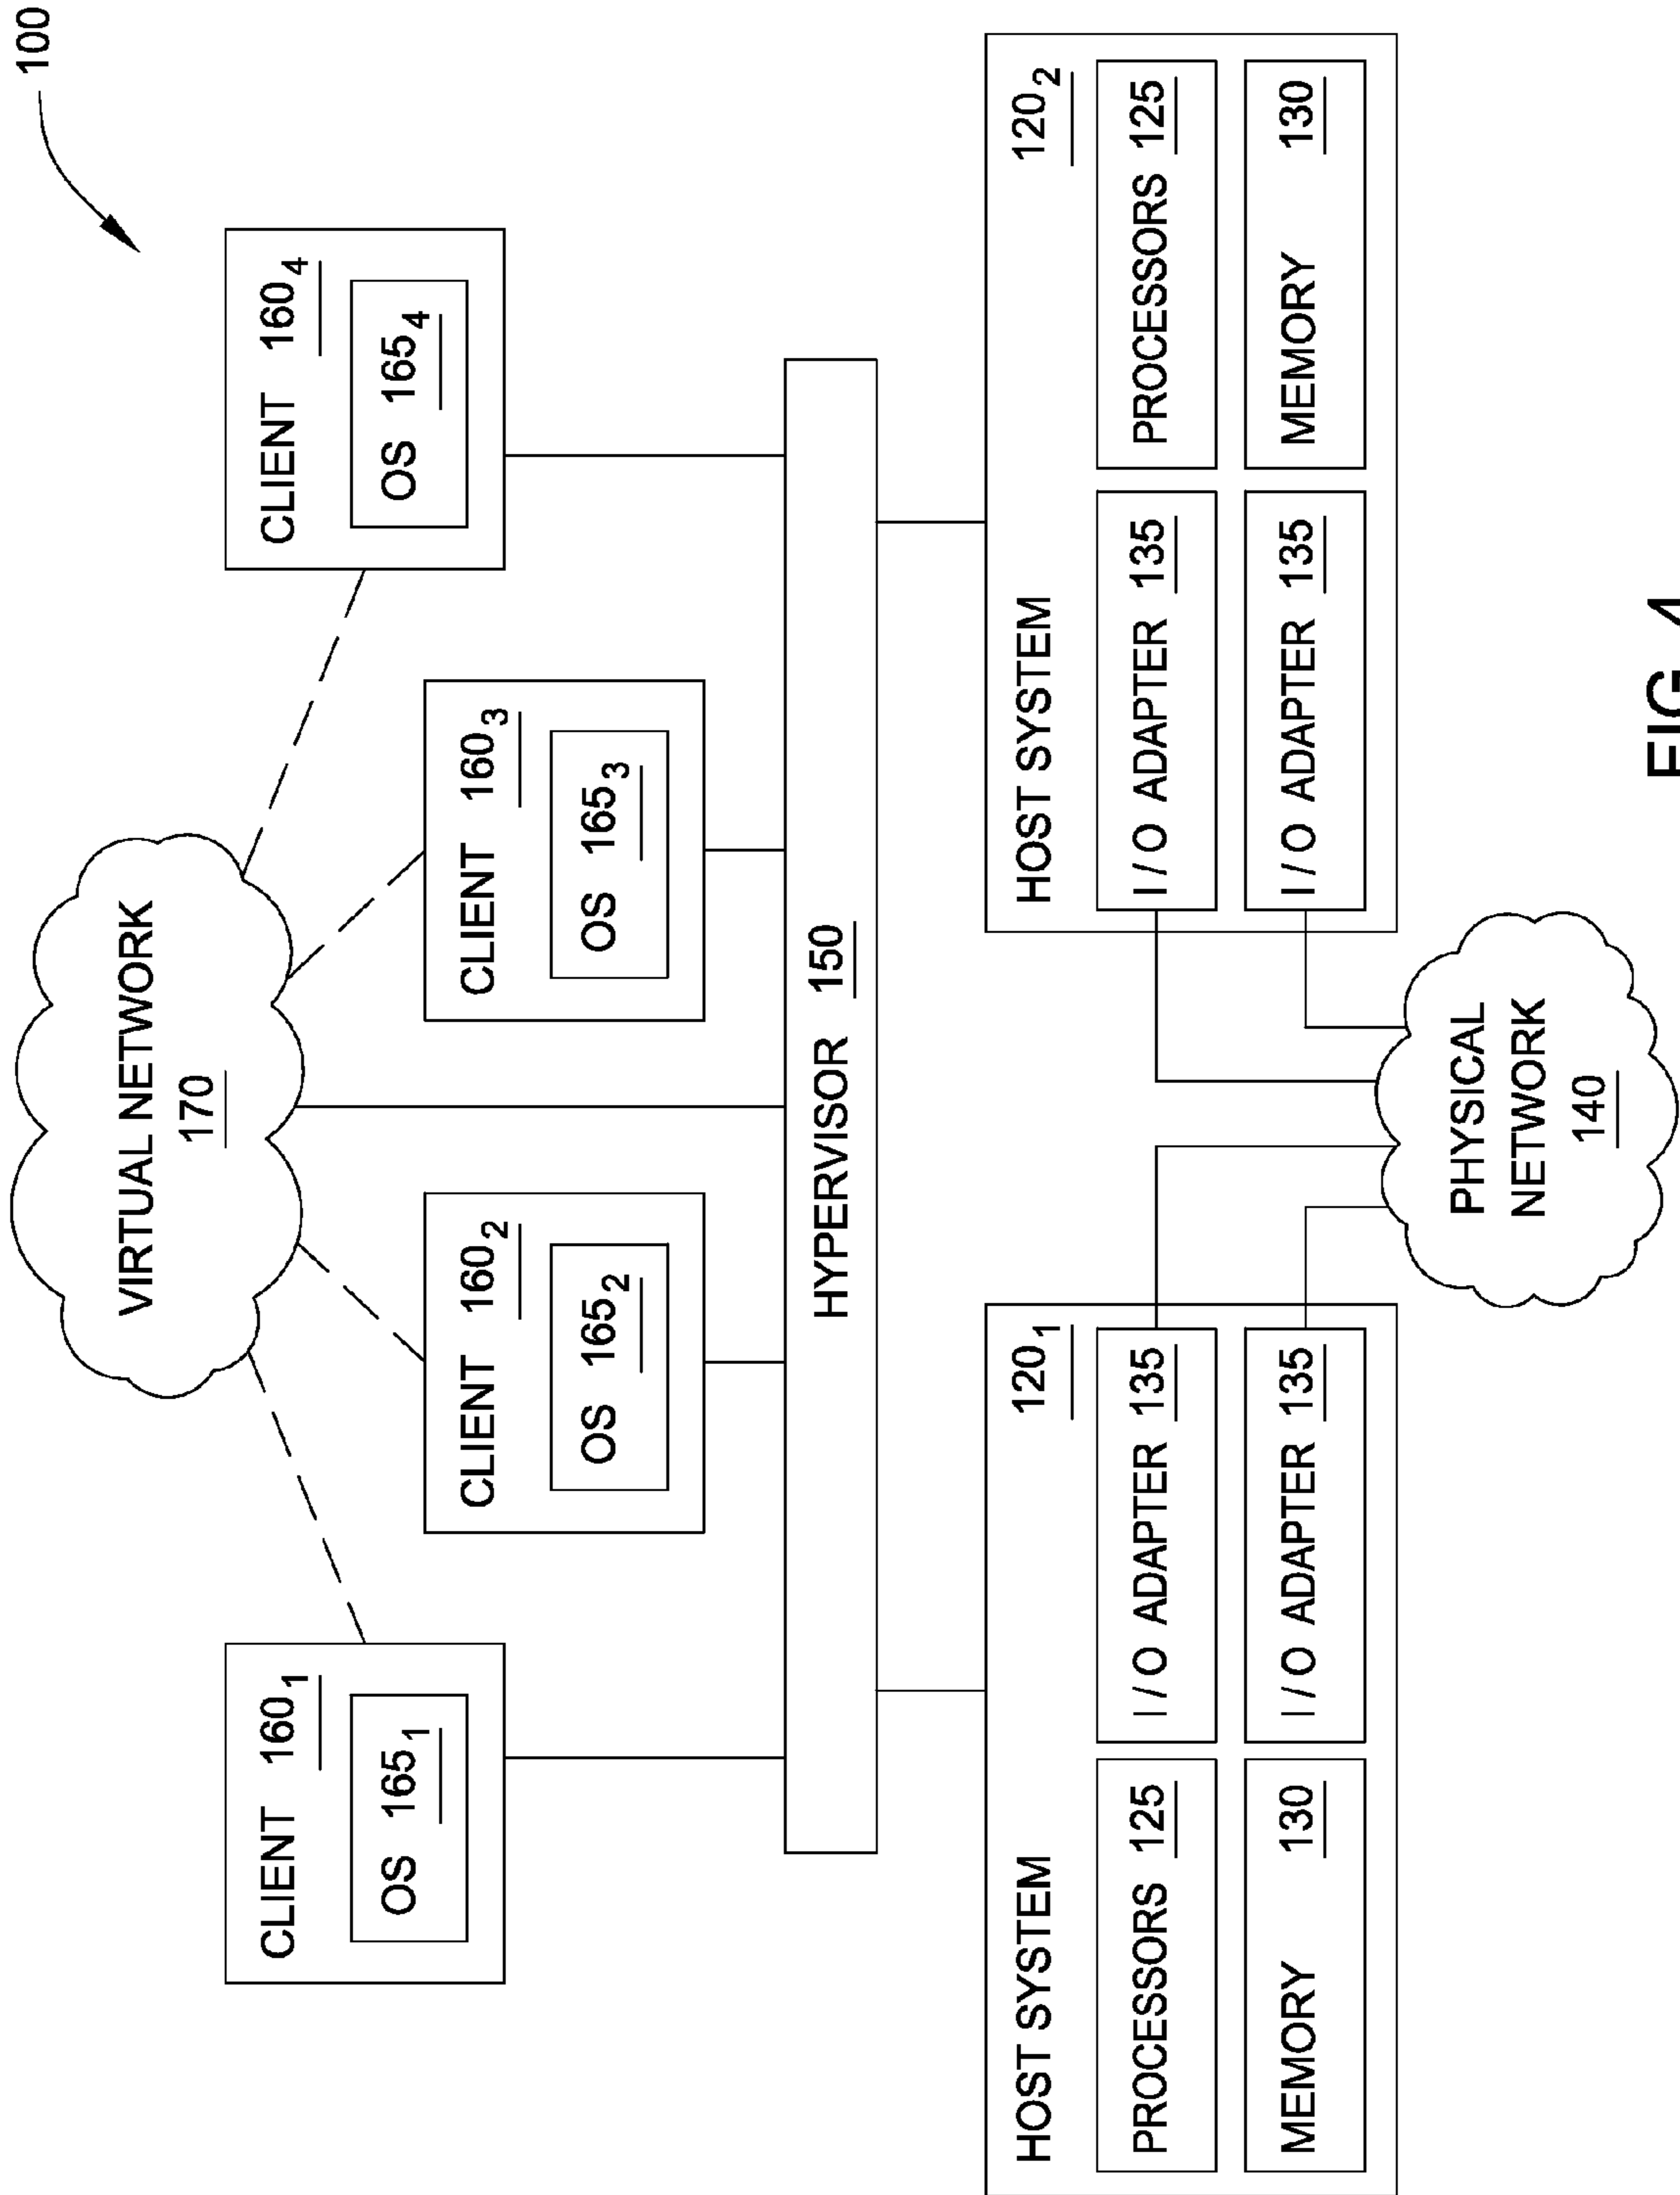 100
VIRTUAL NETWORK
170
CLIENT 160₁
OS 165₁
CLIENT 160₂
OS 165₂
CLIENT 160₃
OS 165₃
CLIENT 160₄
OS 165₄
HYPERVISOR 150
HOST SYSTEM 120₁
PROCESSORS 125
I / O ADAPTER 135
MEMORY 130
I / O ADAPTER 135
HOST SYSTEM 120₂
I / O ADAPTER 135
PROCESSORS 125
I / O ADAPTER 135
MEMORY 130
PHYSICAL
NETWORK
140
FIG. 4